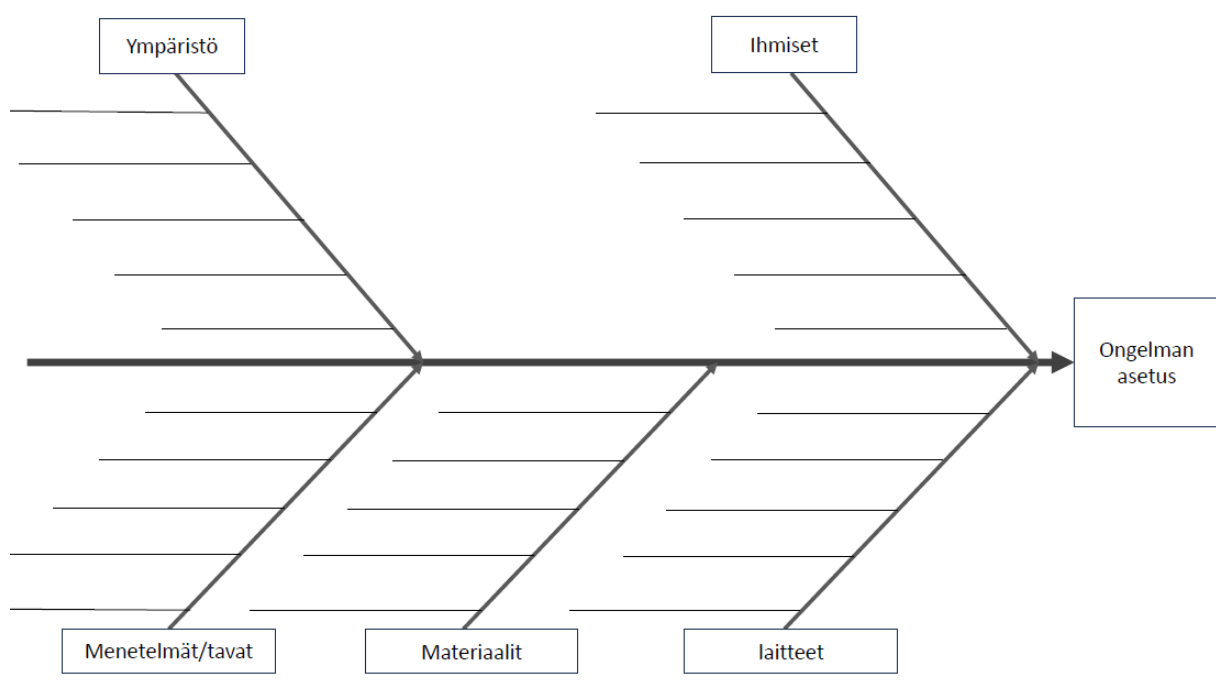 Ympäristö
Ihmiset
Ongelman
asetus
Menetelmät/tavat
Materiaalit
laitteet